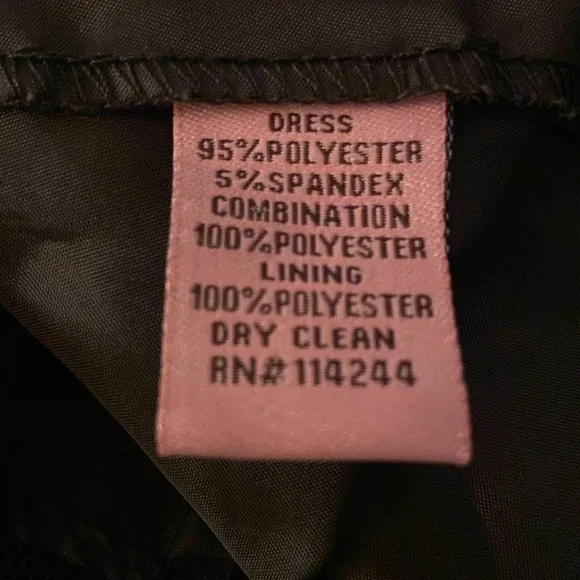 DRESS
95%POLYESTER
5%SPANDEX
COMBINATION
100%POLYESTER
LINING
100%POLYESTER
DRY CLEAN
RN#114244